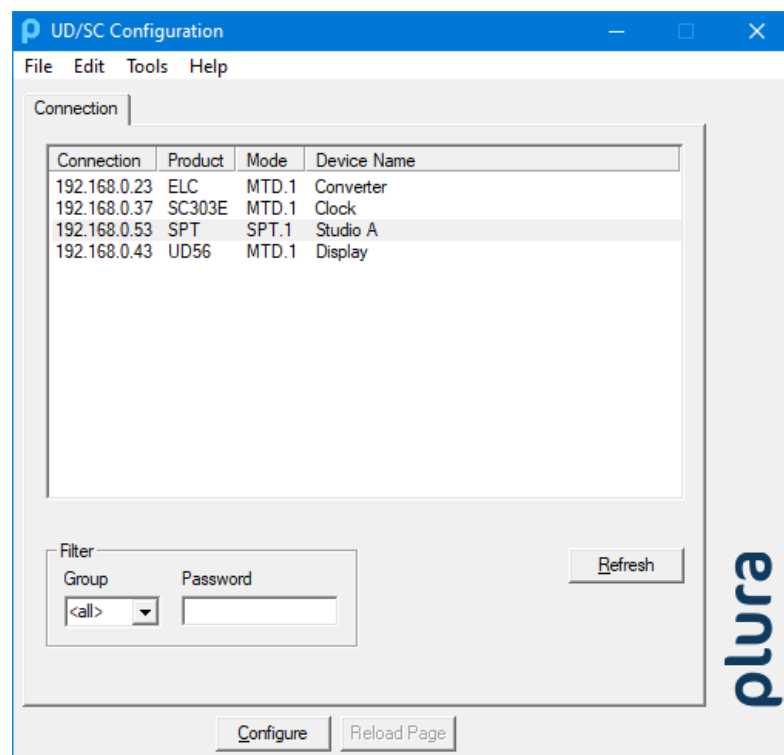 UD/SC Configuration
File Edit Tools Help
Connection
Connection Product Mode Device Name
192.168.0.23 ELC MTD.1 Converter
192.168.0.37 SC303E MTD.1 Clock
192.168.0.53 SPT SPT.1 Studio A
192.168.0.43 UD56 MTD.1 Display
Filter
Group Password
<all>
Refresh
plura
Configure Reload Page